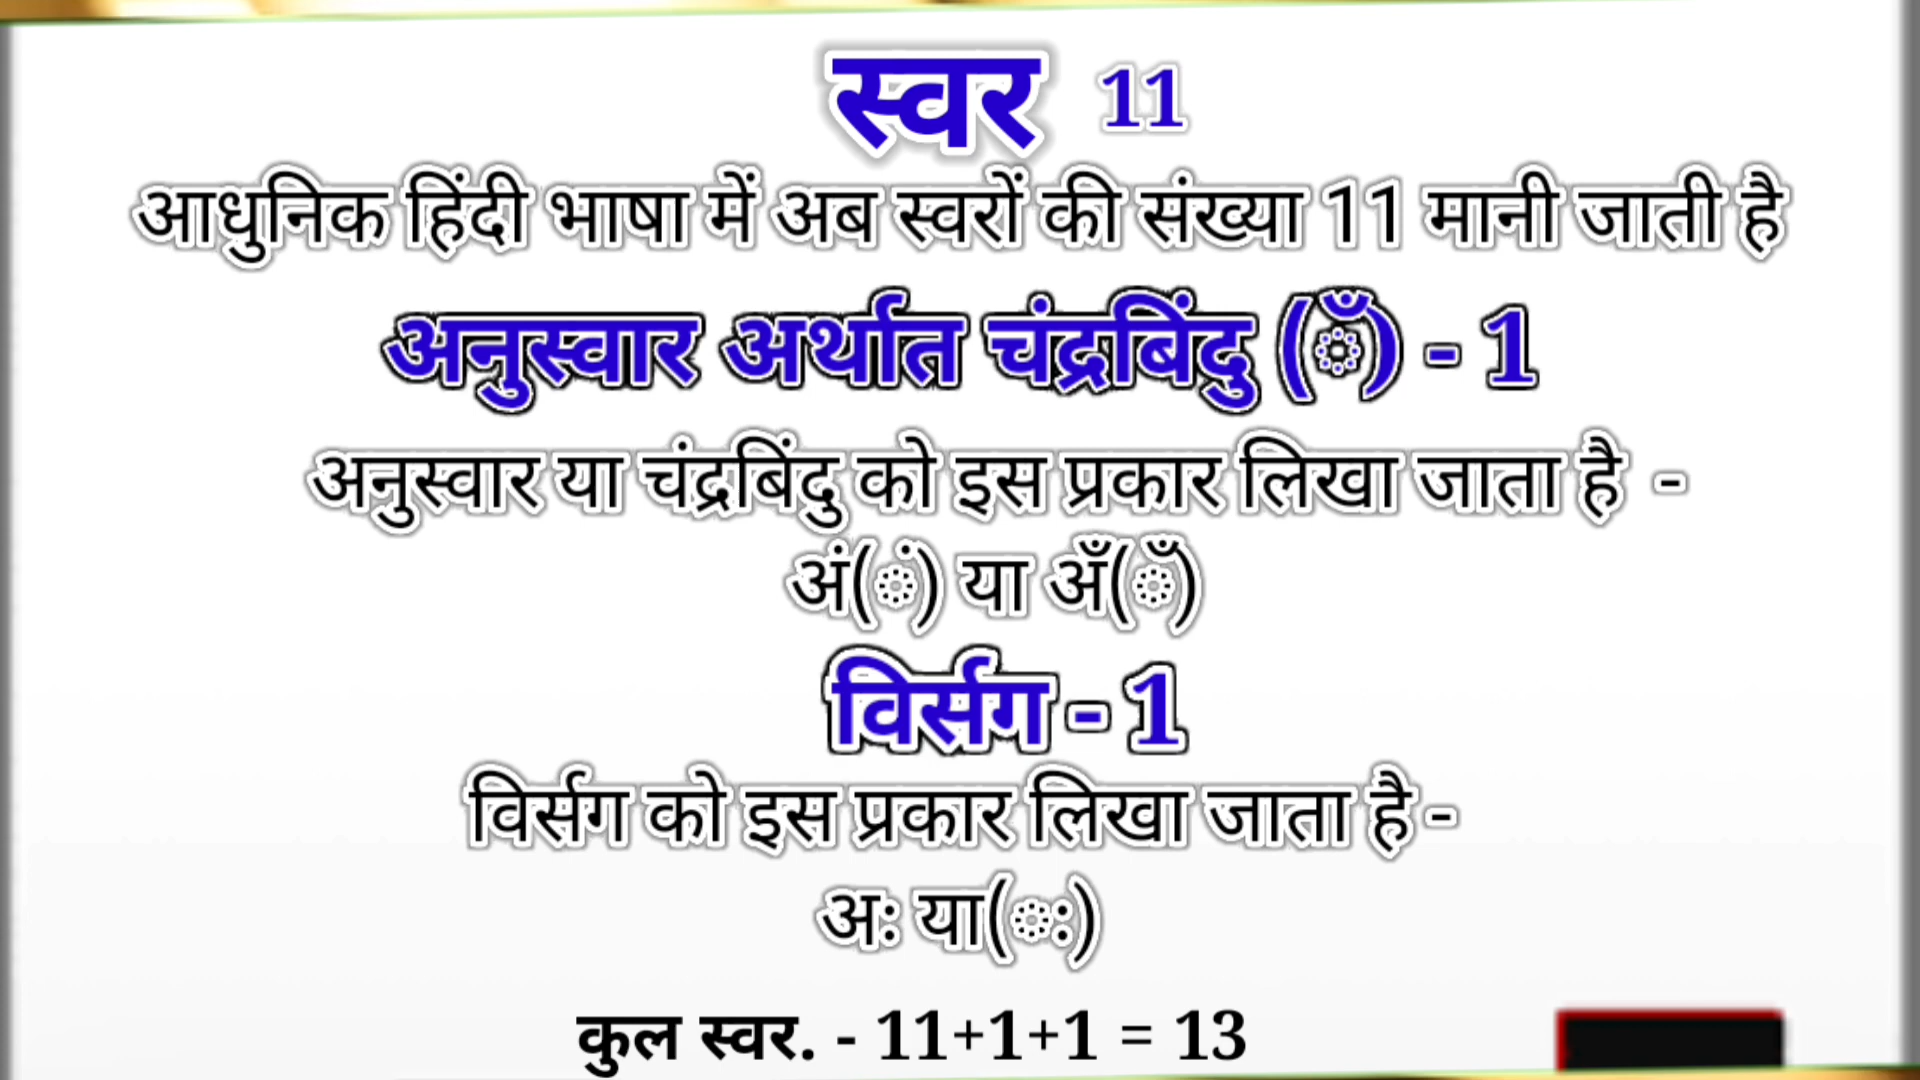 स्वर 11
आधुनिक हिंदी भाषा में अब स्वरों की संख्या 11 मानी जाती है
अनुस्वार अर्थात चंद्रबिंदु (ँ) - 1
अनुस्वार या चंद्रबिंदु को इस प्रकार लिखा जाता है -
अं(ं) या अँ(ँ)
विर्सग - 1
विर्सग को इस प्रकार लिखा जाता है -
अः या(ः)
कुल स्वर. - 11+1+1 = 13